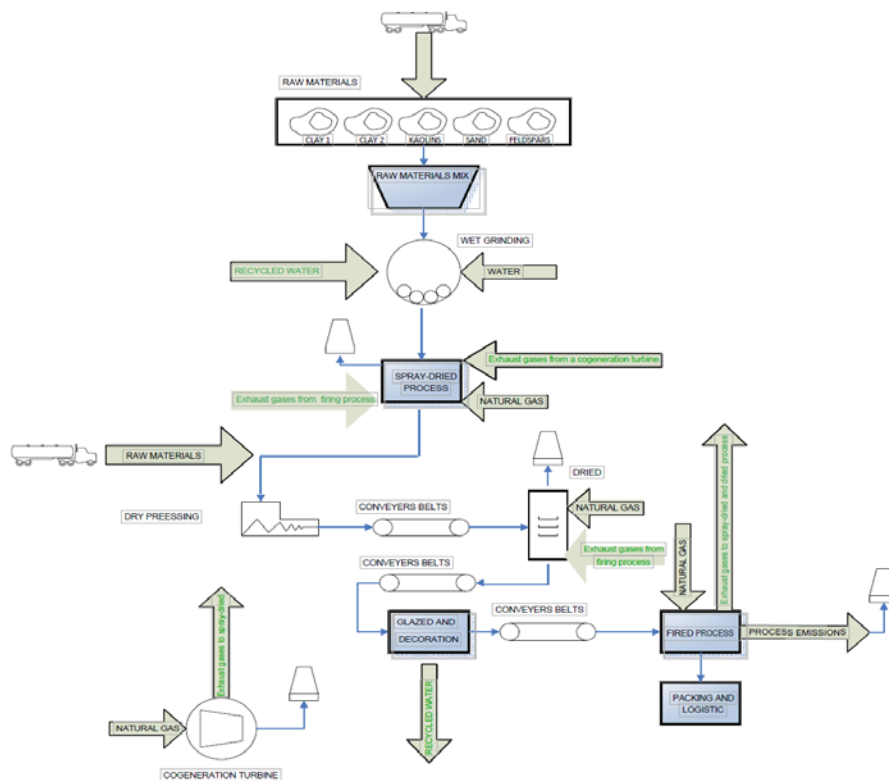 RAW MATERIALS
CLAY 1
CLAY 2
KAOLINS
SAND
FELDSPARS
RAW MATERIALS MIX
WET GRINDING
RECYCLED WATER
WATER
Exhaust gases from a cogeneration turbine
SPRAY-DRIED
PROCESS
Exhaust gases from firing process
NATURAL GAS
RAW MATERIALS
DRIED
DRY PREESSING
CONVEYERS BELTS
NATURAL GAS
Exhaust gases from
firing process
CONVEYERS BELTS
NATURAL GAS
Exhaust gases to spray-dried and dried process
GLAZED AND
DECORATION
CONVEYERS BELTS
FIRED PROCESS
PROCESS EMISSIONS
PACKING AND
LOGISTIC
Exhaust gases to spray-dried
RECYCLED WATER
NATURAL GAS
COGENERATION TURBINE